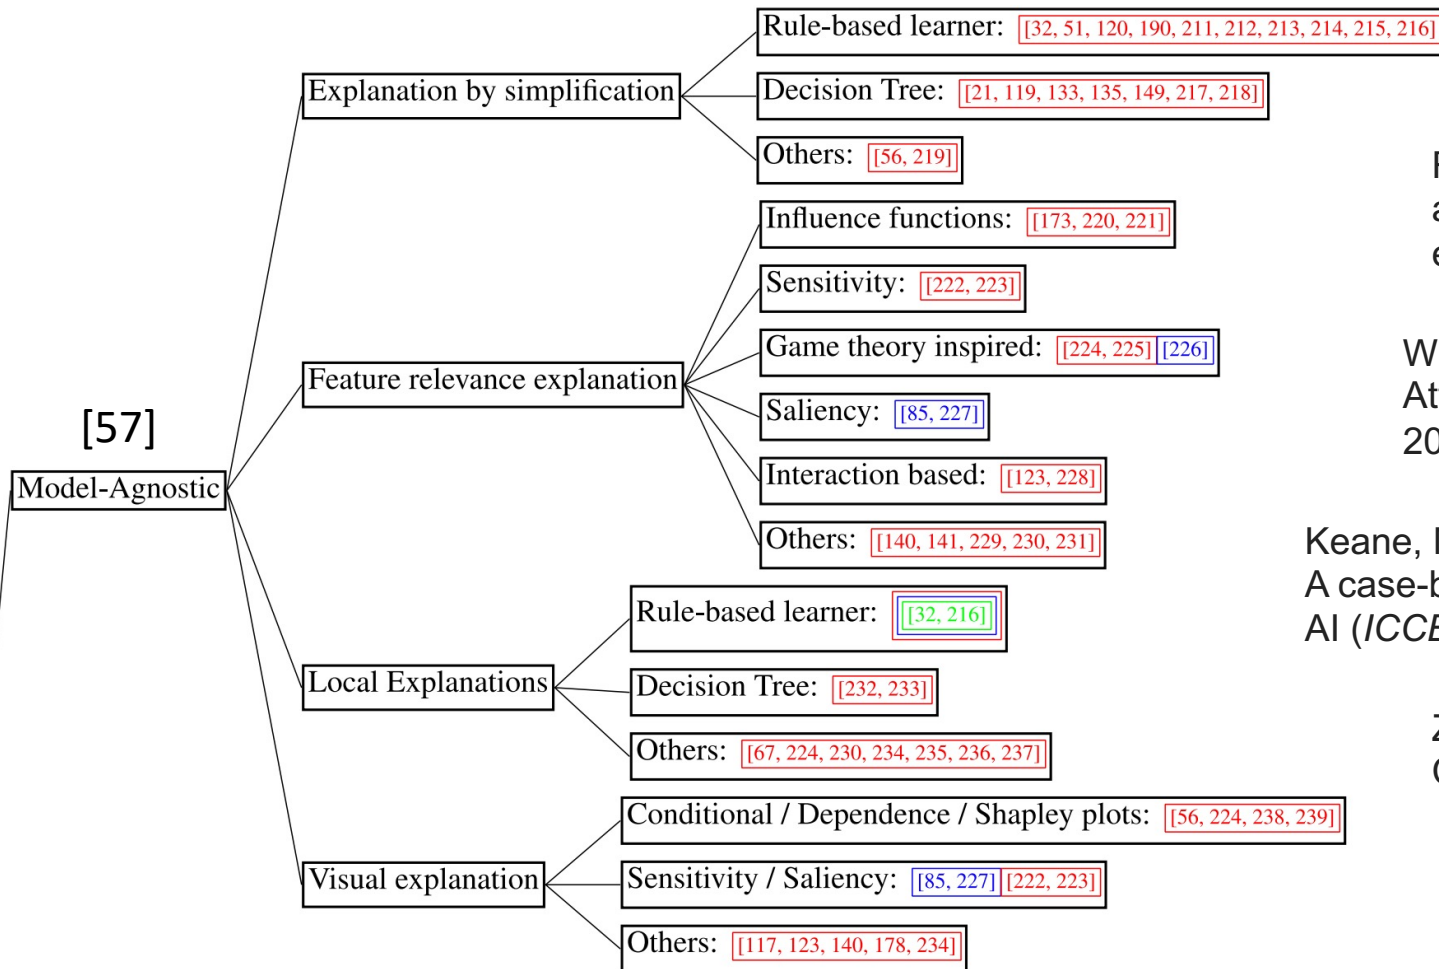 Rule-based learner: [32, 51, 120, 190, 211, 212, 213, 214, 215, 216]
Explanation by simplification
Decision Tree: [21, 119, 133, 135, 149, 217, 218]
Others: [56, 219]
Influence functions: [173, 220, 221]
Sensitivity: [222, 223]
Game theory inspired: [224, 225] [226]
Feature relevance explanation
Saliency: [85, 227]
Interaction based: [123, 228]
Others: [140, 141, 229, 230, 231]
[57]
Model-Agnostic
Rule-based learner: [32, 216]
Local Explanations
Decision Tree: [232, 233]
Others: [67, 224, 230, 234, 235, 236, 237]
Conditional / Dependence / Shapley plots: [56, 224, 238, 239]
Visual explanation
Sensitivity / Saliency: [85, 227] [222, 223]
Others: [117, 123, 140, 178, 234]
Keane,
A case-b
AI (ICCB